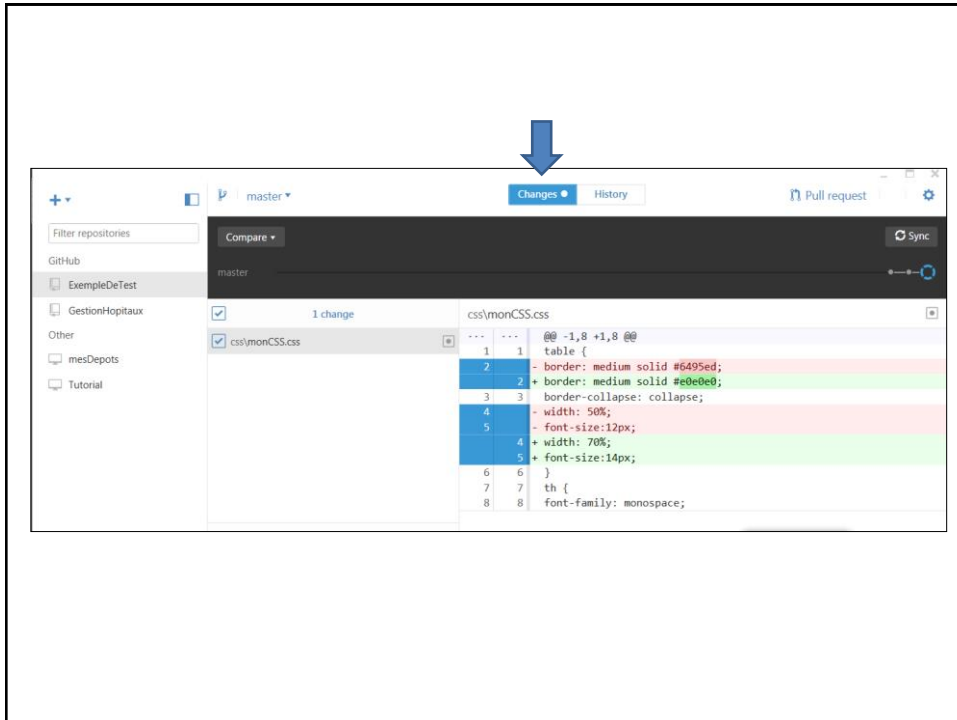 master
Changes
History
Pull request
Filter repositories
Compare
Sync
GitHub
master
ExempleDeTest
GestionHopitaux
1 change
css\monCSS.css
Other
css\monCSS.css
mesDepots
Tutorial
... ... @@ -1,8 +1,8 @@
1 1 table {
2 - border: medium solid #6495ed;
2 + border: medium solid #e0e0e0;
3 3 border-collapse: collapse;
4 - width: 50%;
5 - font-size:12px;
4 + width: 70%;
5 + font-size:14px;
6 6 }
7 7 th {
8 8 font-family: monospace;